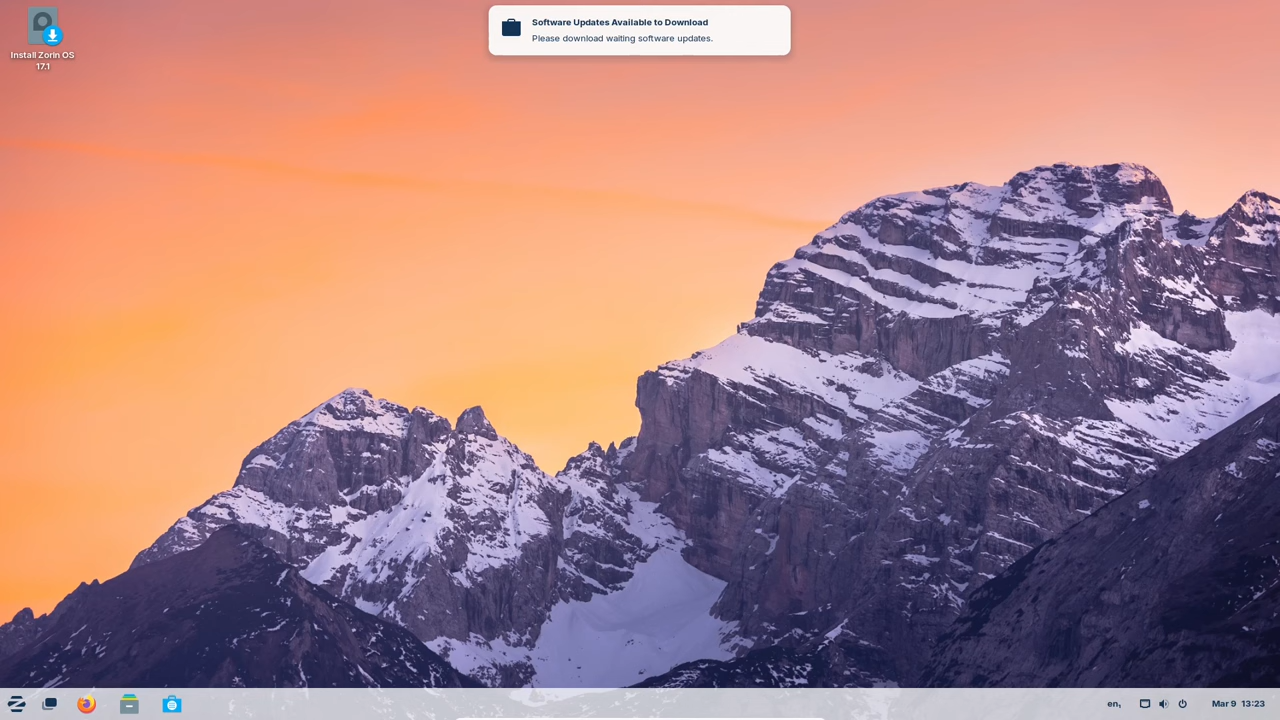 Software Updates Available to Download
Please download waiting software updates.
Install Zorin OS
17.1
en₁
Mar 9 13:23